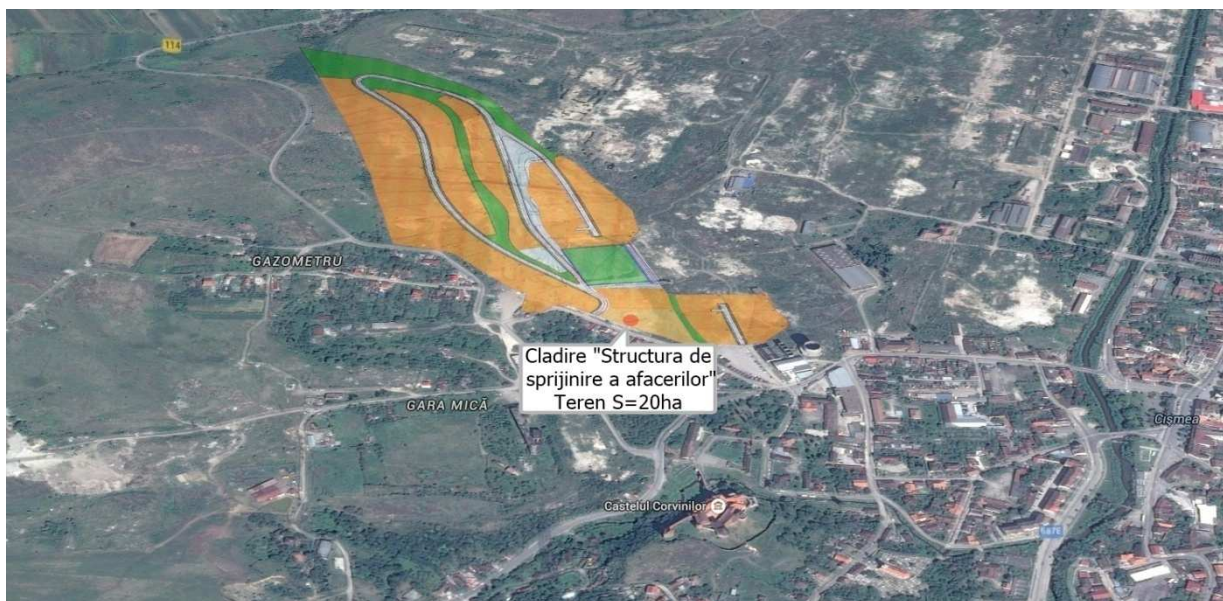 114
GAZOMETRU
Cladire "Structura de
sprijinire a afacerilor"
Teren S=20ha
GARA MICĂ
Cișmea
Castelul Corvinilor